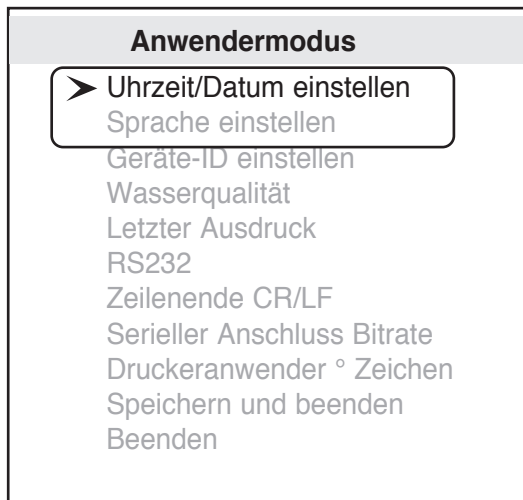 Anwendermodus
➤ Uhrzeit/Datum einstellen
Sprache einstellen
Geräte-ID einstellen
Wasserqualität
Letzter Ausdruck
RS232
Zeilenende CR/LF
Serieller Anschluss Bitrate
Druckeranwender ° Zeichen
Speichern und beenden
Beenden